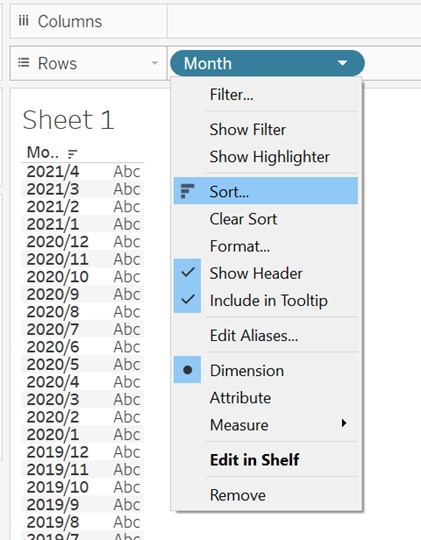 Columns
Rows
Month
Filter...
Show Filter
Show Highlighter
Sort...
Clear Sort
Format...
Show Header
Include in Tooltip
Edit Aliases...
Dimension
Attribute
Measure
Edit in Shelf
Remove
Sheet 1
Mo..
2021/4 Abc
2021/3 Abc
2021/2 Abc
2021/1 Abc
2020/12 Abc
2020/11 Abc
2020/10 Abc
2020/9 Abc
2020/8 Abc
2020/7 Abc
2020/6 Abc
2020/5 Abc
2020/4 Abc
2020/3 Abc
2020/2 Abc
2020/1 Abc
2019/12 Abc
2019/11 Abc
2019/10 Abc
2019/9 Abc
2019/8 Abc
2019/7 Abc